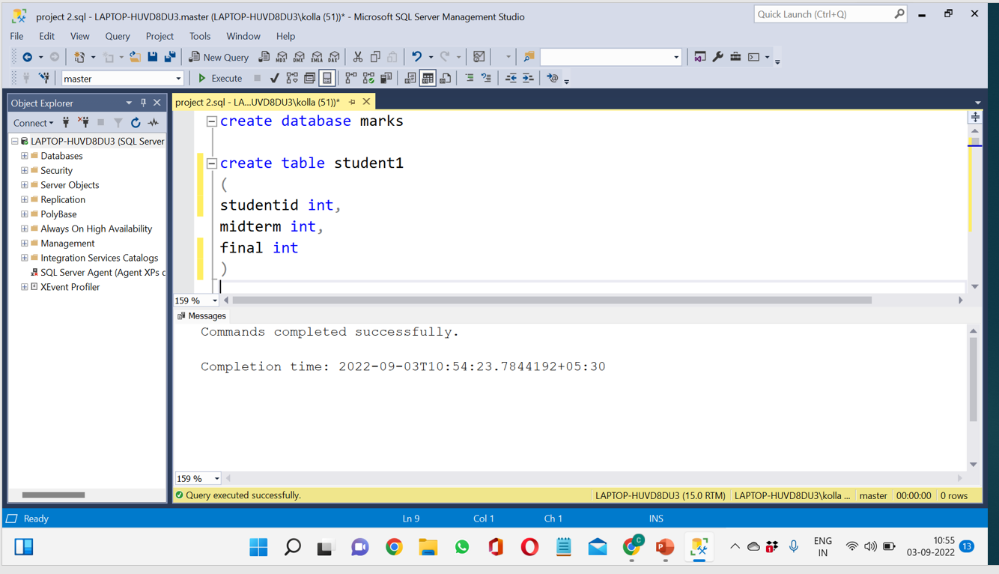 project 2.sql - LAPTOP-HUVD8DU3.master (LAPTOP-HUVD8DU3\kolla (51))* - Microsoft SQL Server Management Studio
Quick Launch (Ctrl+Q)
File Edit View Query Project Tools Window Help
New Query MDX DMX XMLA DAX
master Execute
Object Explorer
project 2.sql - LA...UVD8DU3\kolla (51))*
Connect
LAPTOP-HUVD8DU3 (SQL Server
Databases
Security
Server Objects
Replication
PolyBase
Always On High Availability
Management
Integration Services Catalogs
SQL Server Agent (Agent XPs d
XEvent Profiler
create database marks
create table student1
(
studentid int,
midterm int,
final int
)
159 %
Messages
Commands completed successfully.
Completion time: 2022-09-03T10:54:23.7844192+05:30
159 %
Query executed successfully.
LAPTOP-HUVD8DU3 (15.0 RTM) LAPTOP-HUVD8DU3\kolla ... master 00:00:00 0 rows
Ready Ln 9 Col 1 Ch 1 INS
C
P
1
ENG
IN
10:55
03-09-2022
13